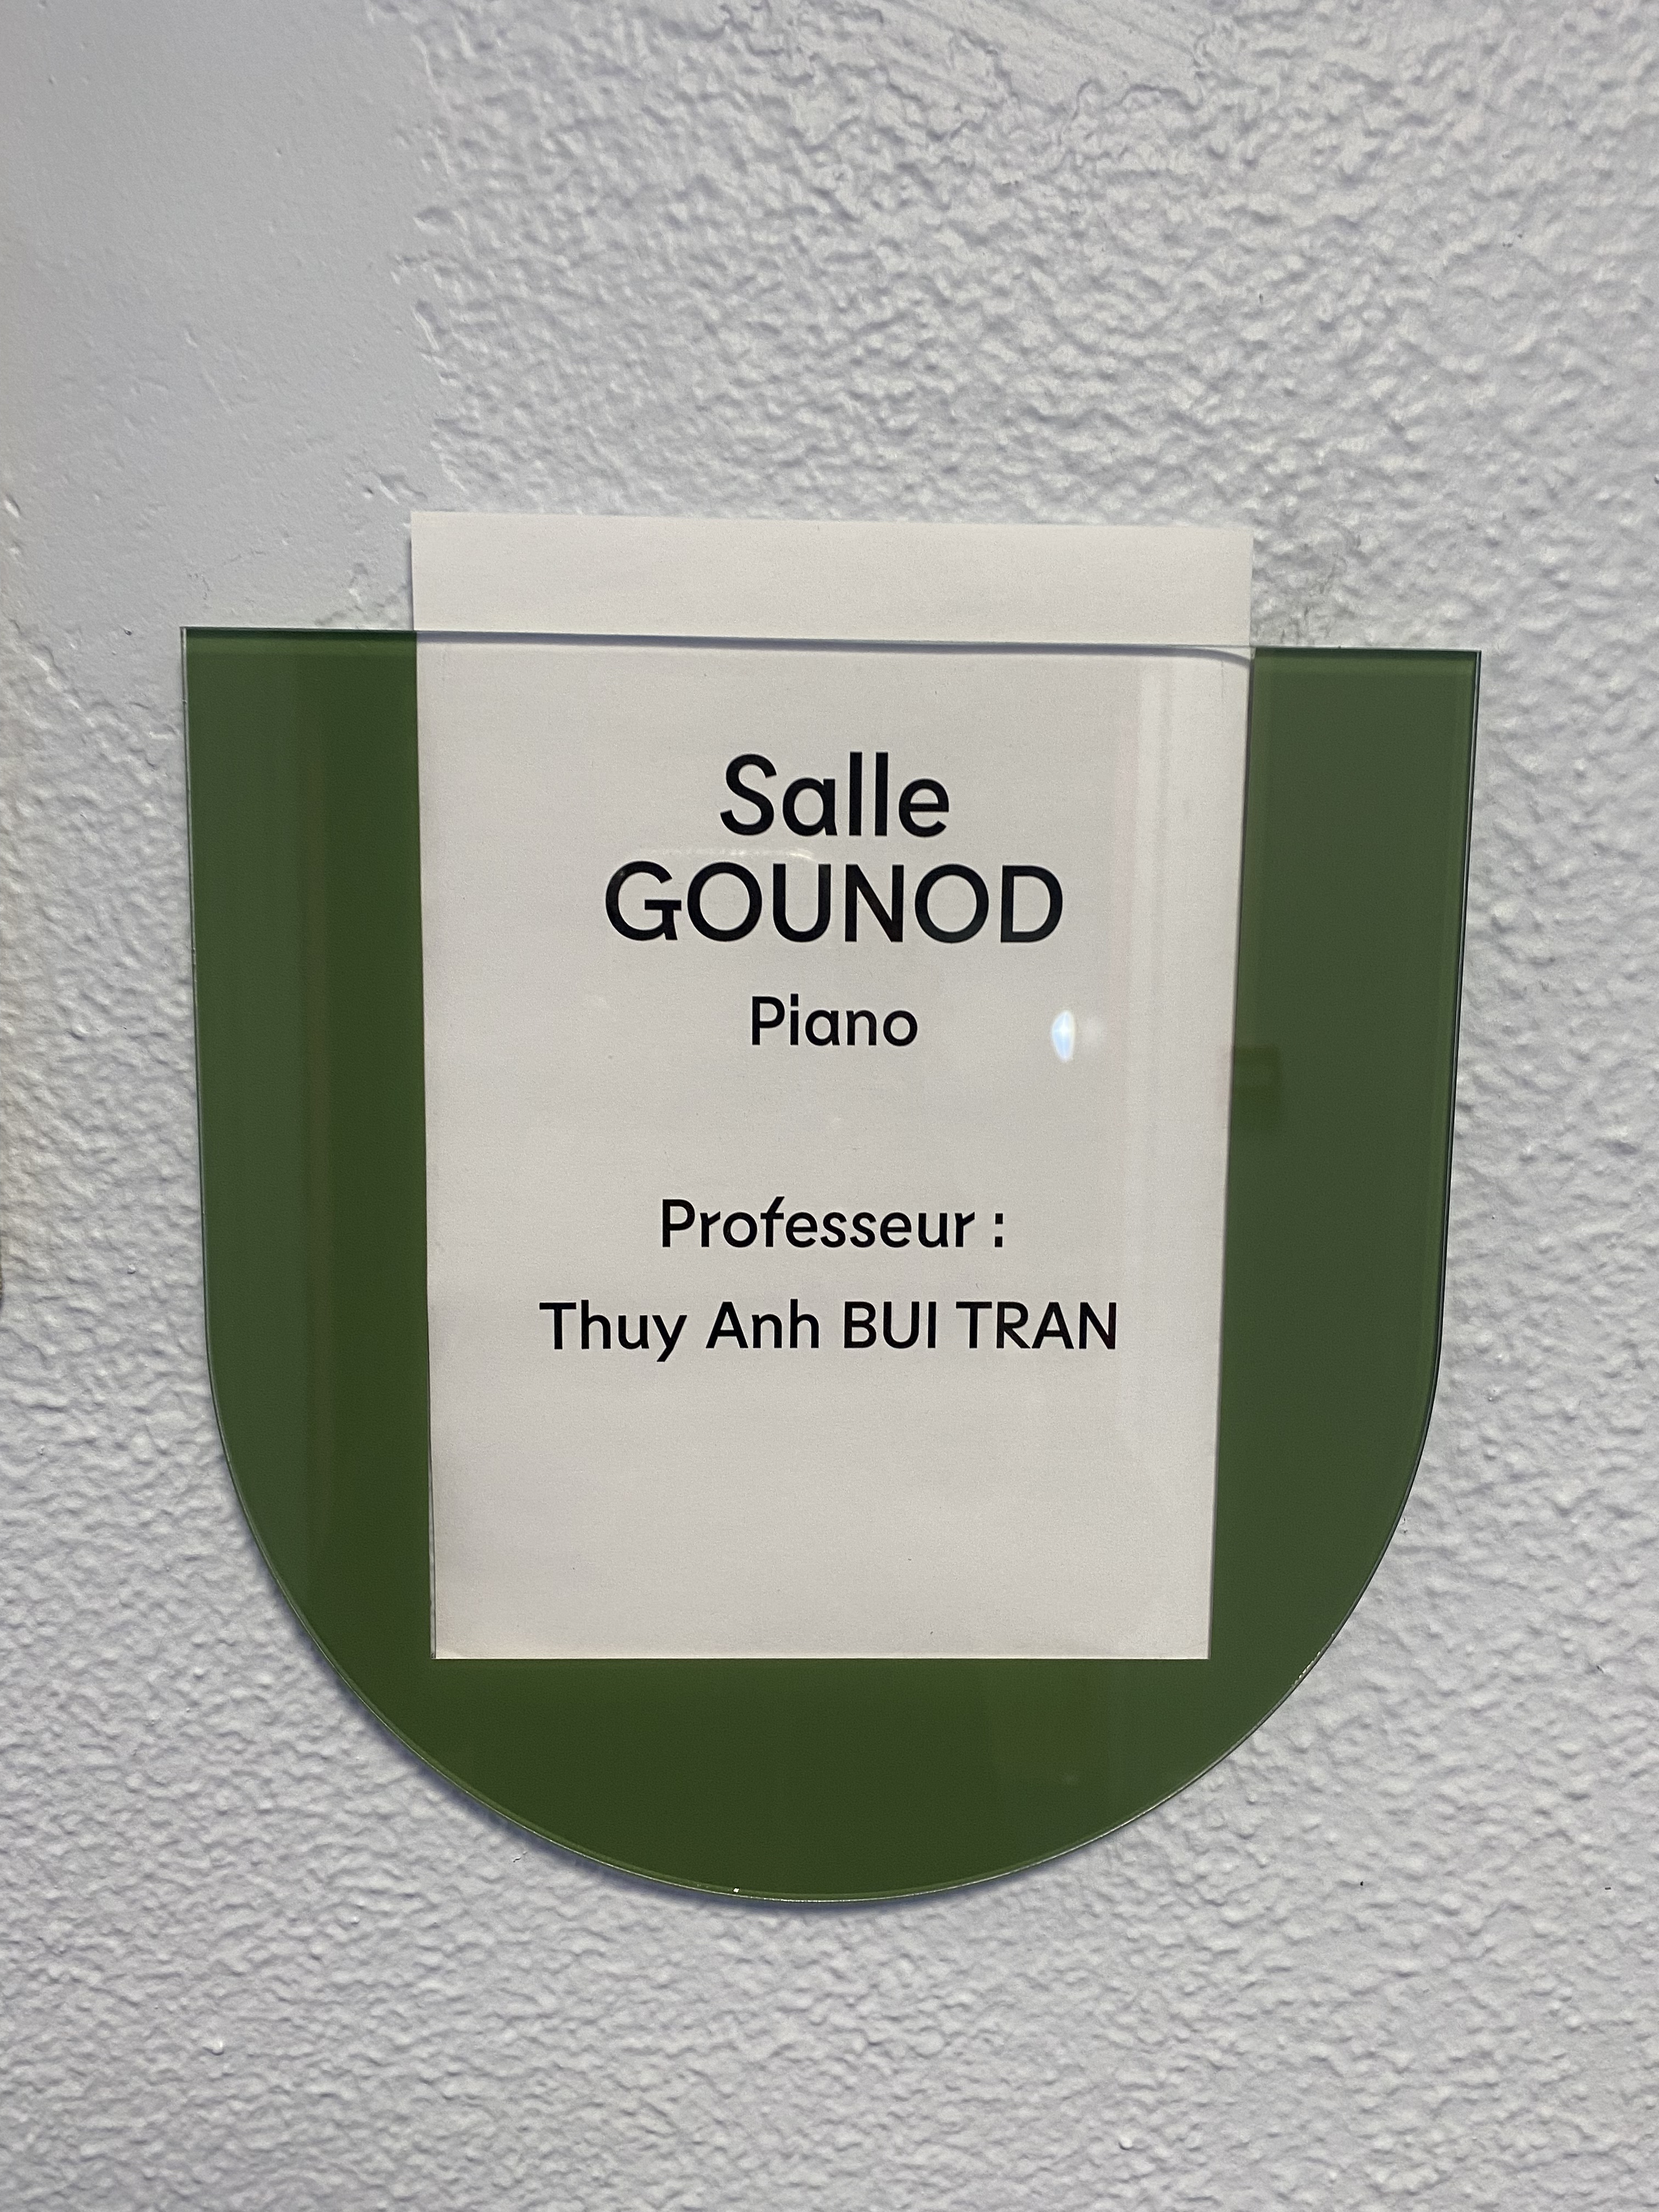 Salle
GOUNOD
Piano
Professeur :
Thuy Anh BUI TRAN